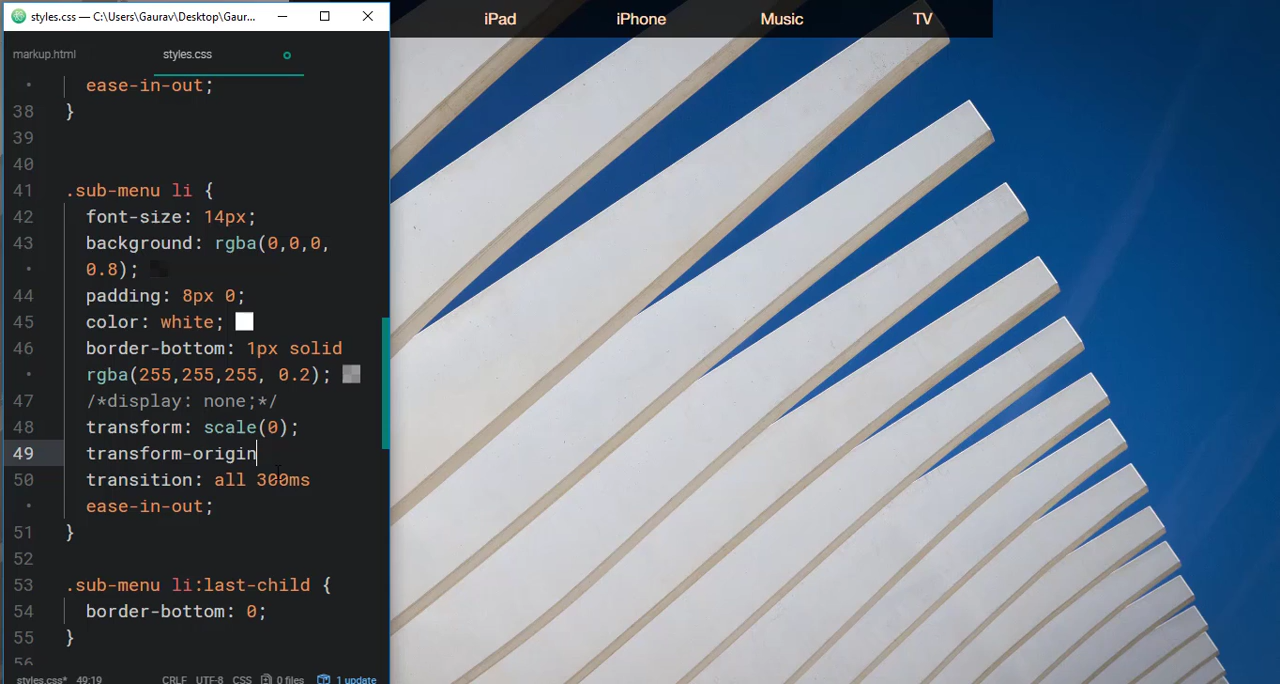 styles.css — C:\Users\Gaurav\Desktop\Gaur...
markup.html
styles.css
iPad
iPhone
Music
TV
ease-in-out;
38 }
39
40
41 .sub-menu li {
42 font-size: 14px;
43 background: rgba(0,0,0,
0.8);
44 padding: 8px 0;
45 color: white;
46 border-bottom: 1px solid
rgba(255,255,255, 0.2);
47 /*display: none;*/
48 transform: scale(0);
49 transform-origin
50 transition: all 300ms
ease-in-out;
51 }
52
53 .sub-menu li:last-child {
54 border-bottom: 0;
55 }
56
styles.css* 49:19 CRLF UTF-8 CSS 0 files 1 update